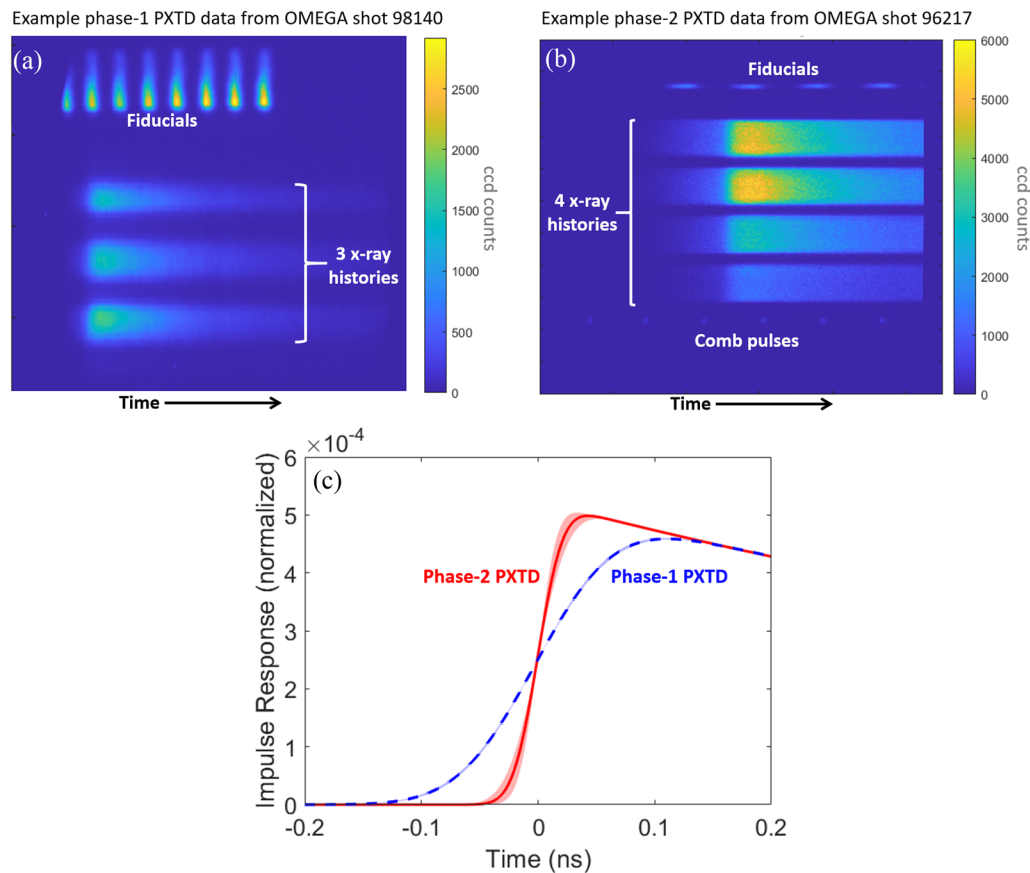 Example phase-1 PXTD data from OMEGA shot 98140
(a)
Fiducials
3 x-ray
histories
2500
2000
1500
1000
500
0
ccd counts
Time
Example phase-2 PXTD data from OMEGA shot 96217
(b)
Fiducials
4 x-ray
histories
Comb pulses
6000
5000
4000
3000
2000
1000
0
ccd counts
Time
×10⁻⁴
(c)
6
5
4
3
2
1
0
Impulse Response (normalized)
Phase-2 PXTD
Phase-1 PXTD
-0.2
-0.1
0
0.1
0.2
Time (ns)